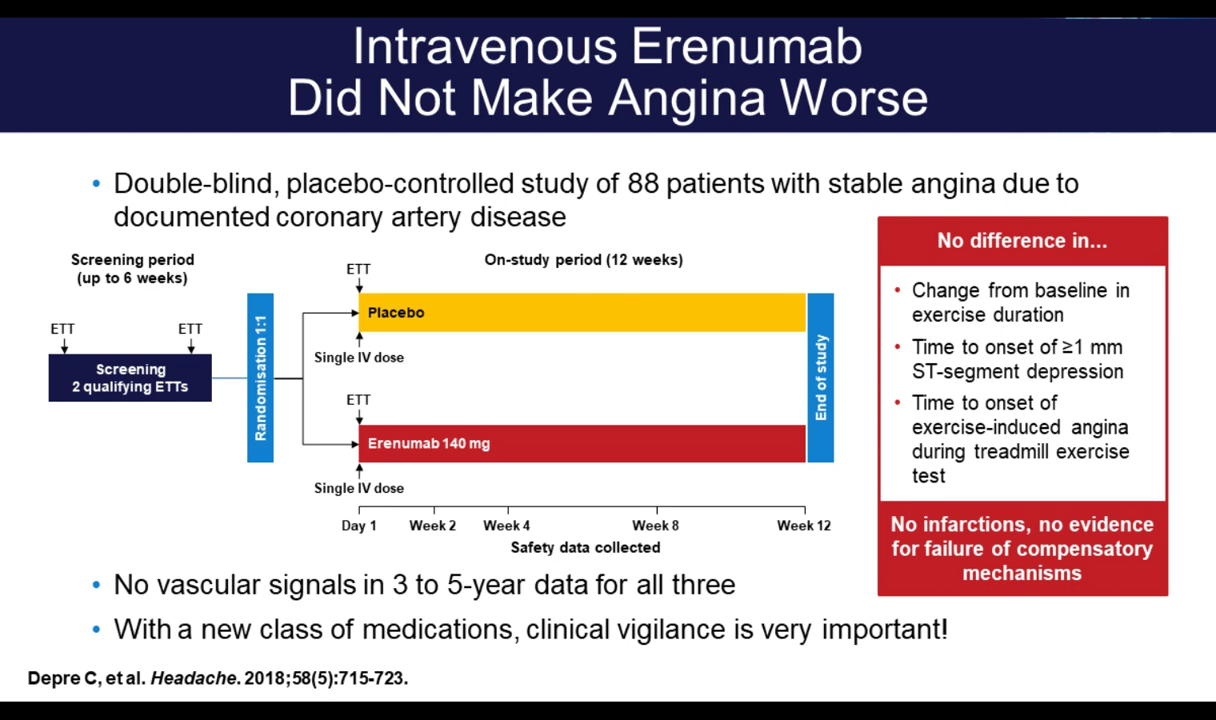 Intravenous Erenumab
Did Not Make Angina Worse
• Double-blind, placebo-controlled study of 88 patients with stable angina due to
documented coronary artery disease
Screening period
(up to 6 weeks)
On-study period (12 weeks)
ETT
ETT
Screening
2 qualifying ETTs
Randomisation 1:1
ETT
Placebo
Single IV dose
ETT
Erenumab 140 mg
Single IV dose
End of study
Day 1
Week 2
Week 4
Week 8
Week 12
Safety data collected
No difference in...
• Change from baseline in
exercise duration
• Time to onset of ≥1 mm
ST-segment depression
• Time to onset of
exercise-induced angina
during treadmill exercise
test
No infarctions, no evidence
for failure of compensatory
mechanisms
• No vascular signals in 3 to 5-year data for all three
• With a new class of medications, clinical vigilance is very important!
Depre C, et al. Headache. 2018;58(5):715-723.